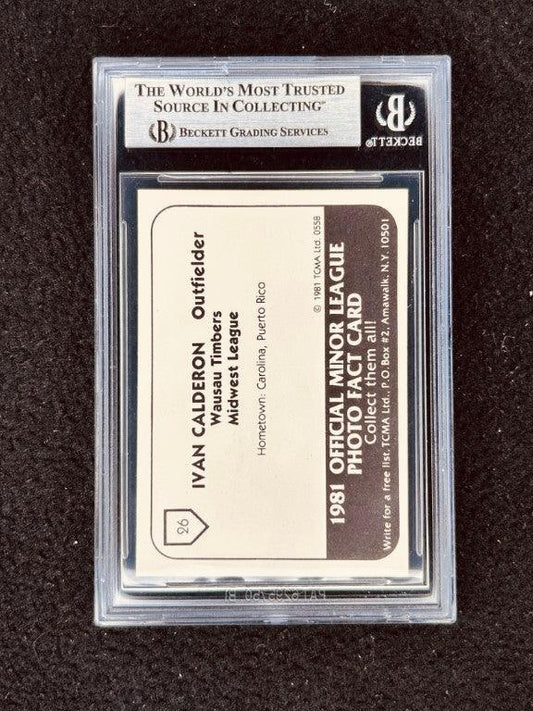 THE WORLD'S MOST TRUSTED
SOURCE IN COLLECTING™
BECKETT GRADING SERVICES
BECKETT®
26
IVAN CALDERON Outfielder
Wausau Timbers
Midwest League
Hometown: Carolina, Puerto Rico
© 1981 TCMA Ltd. 0558
1981 OFFICIAL MINOR LEAGUE
PHOTO FACT CARD
Collect them all!
Write for a free list, TCMA Ltd., P.O. Box #2, Amawalk, N.Y. 10501